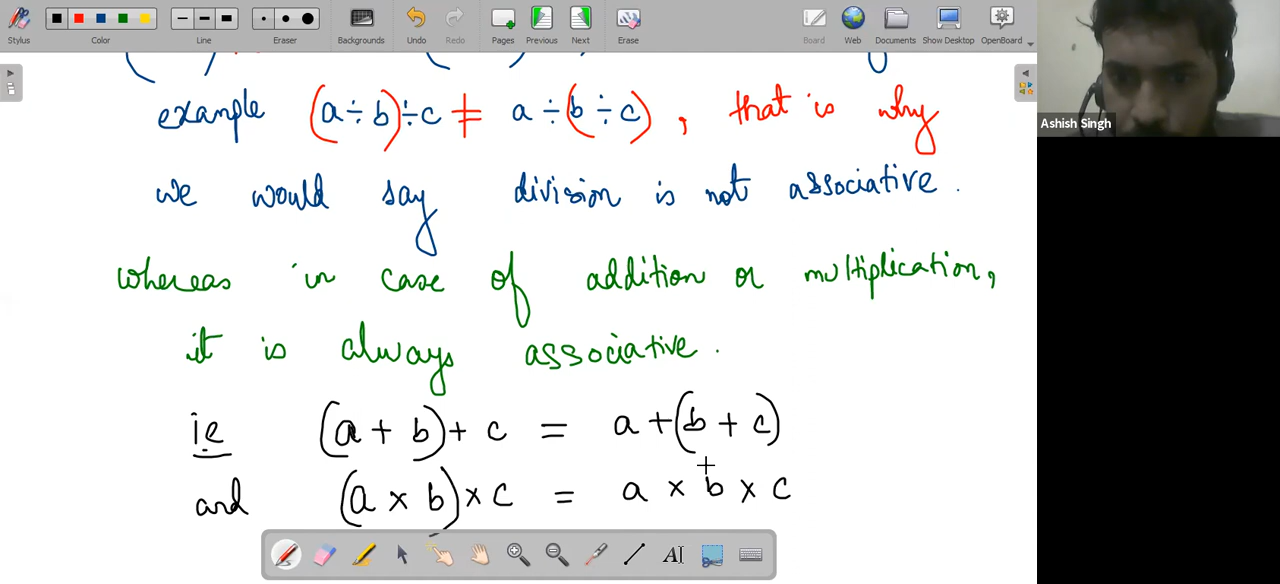 Stylus Color Line Eraser Backgrounds Undo Redo Pages Previous Next Erase Board Web Documents Show Desktop OpenBoard
Ashish Singh
example (a ÷ b) ÷ c ≠ a ÷ (b ÷ c), that is why
we would say division is not associative.
whereas in case of addition or multiplication,
it is always associative.
ie (a + b) + c = a + (b + c)
and (a × b) × c = a × b × c